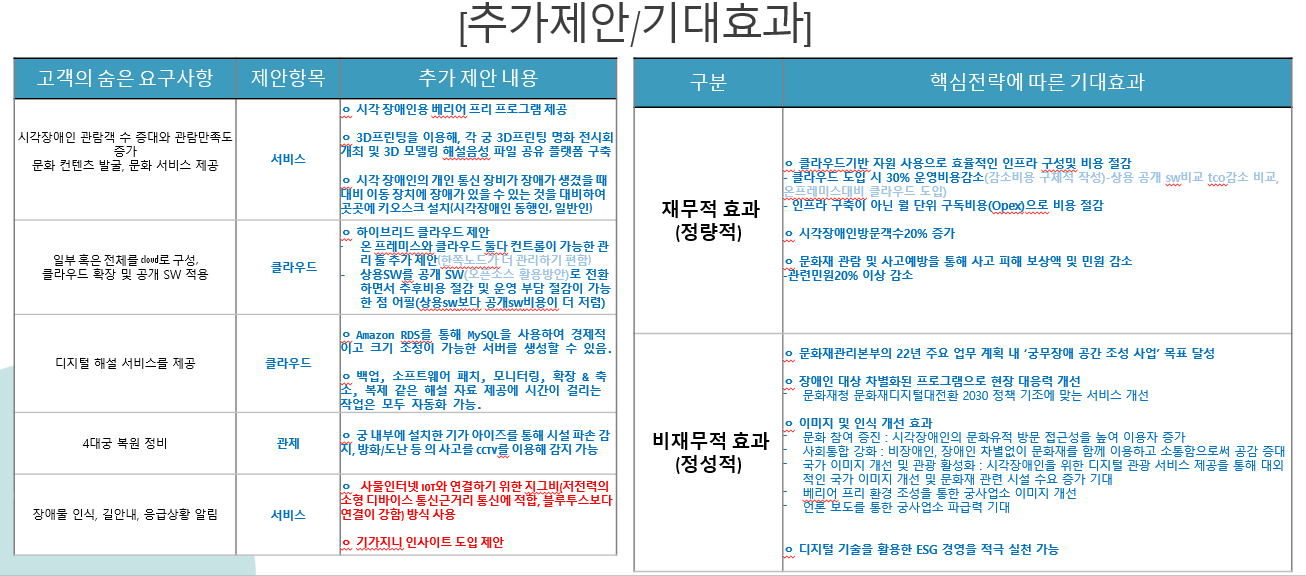 [추가제안/기대효과]
고객의 숨은 요구사항
제안항목
추가 제안 내용
시각장애인 관람객 수 증대와 관람만족도
증가
문화 컨텐츠 발굴, 문화 서비스 제공
서비스
ㅇ 시각 장애인용 베리어 프리 프로그램 제공
ㅇ 3D프린팅을 이용해, 각 궁 3D프린팅 명화 전시회
개최 및 3D 모델링 해설음성 파일 공유 플랫폼 구축
ㅇ 시각 장애인의 개인 통신 장비가 장애가 생겼을 때
대비 이동 장치에 장애가 있을 수 있는 것을 대비하여
곳곳에 키오스크 설치(시각장애인 동행인, 일반인)
일부 혹은 전체를 cloud로 구성,
클라우드 확장 및 공개 SW 적용
클라우드
ㅇ 하이브리드 클라우드 제안
- 온 프레미스와 클라우드 둘다 컨트롤이 가능한 관
리 툴 추가 제안(한쪽노드가 더 관리하기 편함)
- 상용SW를 공개 SW(오픈소스 활용방안)로 전환
하면서 추후비용 절감 및 운영 부담 절감이 가능
한 점 어필(상용sw보다 공개sw비용이 더 저렴)
디지털 해설 서비스를 제공
클라우드
ㅇ Amazon RDS를 통해 MySQL을 사용하여 경제적
이고 크기 조정이 가능한 서버를 생성할 수 있음.
ㅇ 백업, 소프트웨어 패치, 모니터링, 확장 & 축
소, 복제 같은 해설 자료 제공에 시간이 걸리는
작업은 모두 자동화 가능.
4대궁 복원 정비
관제
ㅇ 궁 내부에 설치한 기가 아이즈를 통해 시설 파손 감
지, 방화/도난 등 의 사고를 CCTV를 이용해 감지 가능
장애물 인식, 길안내, 응급상황 알림
서비스
ㅇ 사물인터넷 IOT와 연결하기 위한 지그비(저전력의
소형 디바이스 통신근거리 통신에 적합, 블루투스보다
연결이 강함) 방식 사용
ㅇ 기가지니 인사이트 도입 제안
구분
핵심전략에 따른 기대효과
재무적 효과
(정량적)
ㅇ 클라우드기반 자원 사용으로 효율적인 인프라 구성및 비용 절감
- 클라우드 도입 시 30% 운영비용감소(감소비용 구체적 작성)-상용 공개 sw비교 tco감소 비교,
온프레미스대비 클라우드 도입)
- 인프라 구축이 아닌 월 단위 구독비용(Opex)으로 비용 절감
ㅇ 시각장애인방문객수20% 증가
ㅇ 문화재 관람 및 사고예방을 통해 사고 피해 보상액 및 민원 감소
-관련민원20% 이상 감소
비재무적 효과
(정성적)
ㅇ 문화재관리본부의 22년 주요 업무 계획 내 ‘궁무장애 공간 조성 사업’ 목표 달성
ㅇ 장애인 대상 차별화된 프로그램으로 현장 대응력 개선
- 문화재청 문화재디지털대전환 2030 정책 기조에 맞는 서비스 개선
ㅇ 이미지 및 인식 개선 효과
- 문화 참여 증진 : 시각장애인의 문화유적 방문 접근성을 높여 이용자 증가
- 사회통합 강화 : 비장애인, 장애인 차별없이 문화재를 함께 이용하고 소통함으로써 공감 증대
- 국가 이미지 개선 및 관광 활성화 : 시각장애인을 위한 디지털 관광 서비스 제공을 통해 대외
적인 국가 이미지 개선 및 문화재 관련 시설 수요 증가 기대
- 베리어 프리 환경 조성을 통한 궁사업소 이미지 개선
- 언론 보도를 통한 궁사업소 파급력 기대
ㅇ 디지털 기술을 활용한 ESG 경영을 적극 실천 가능